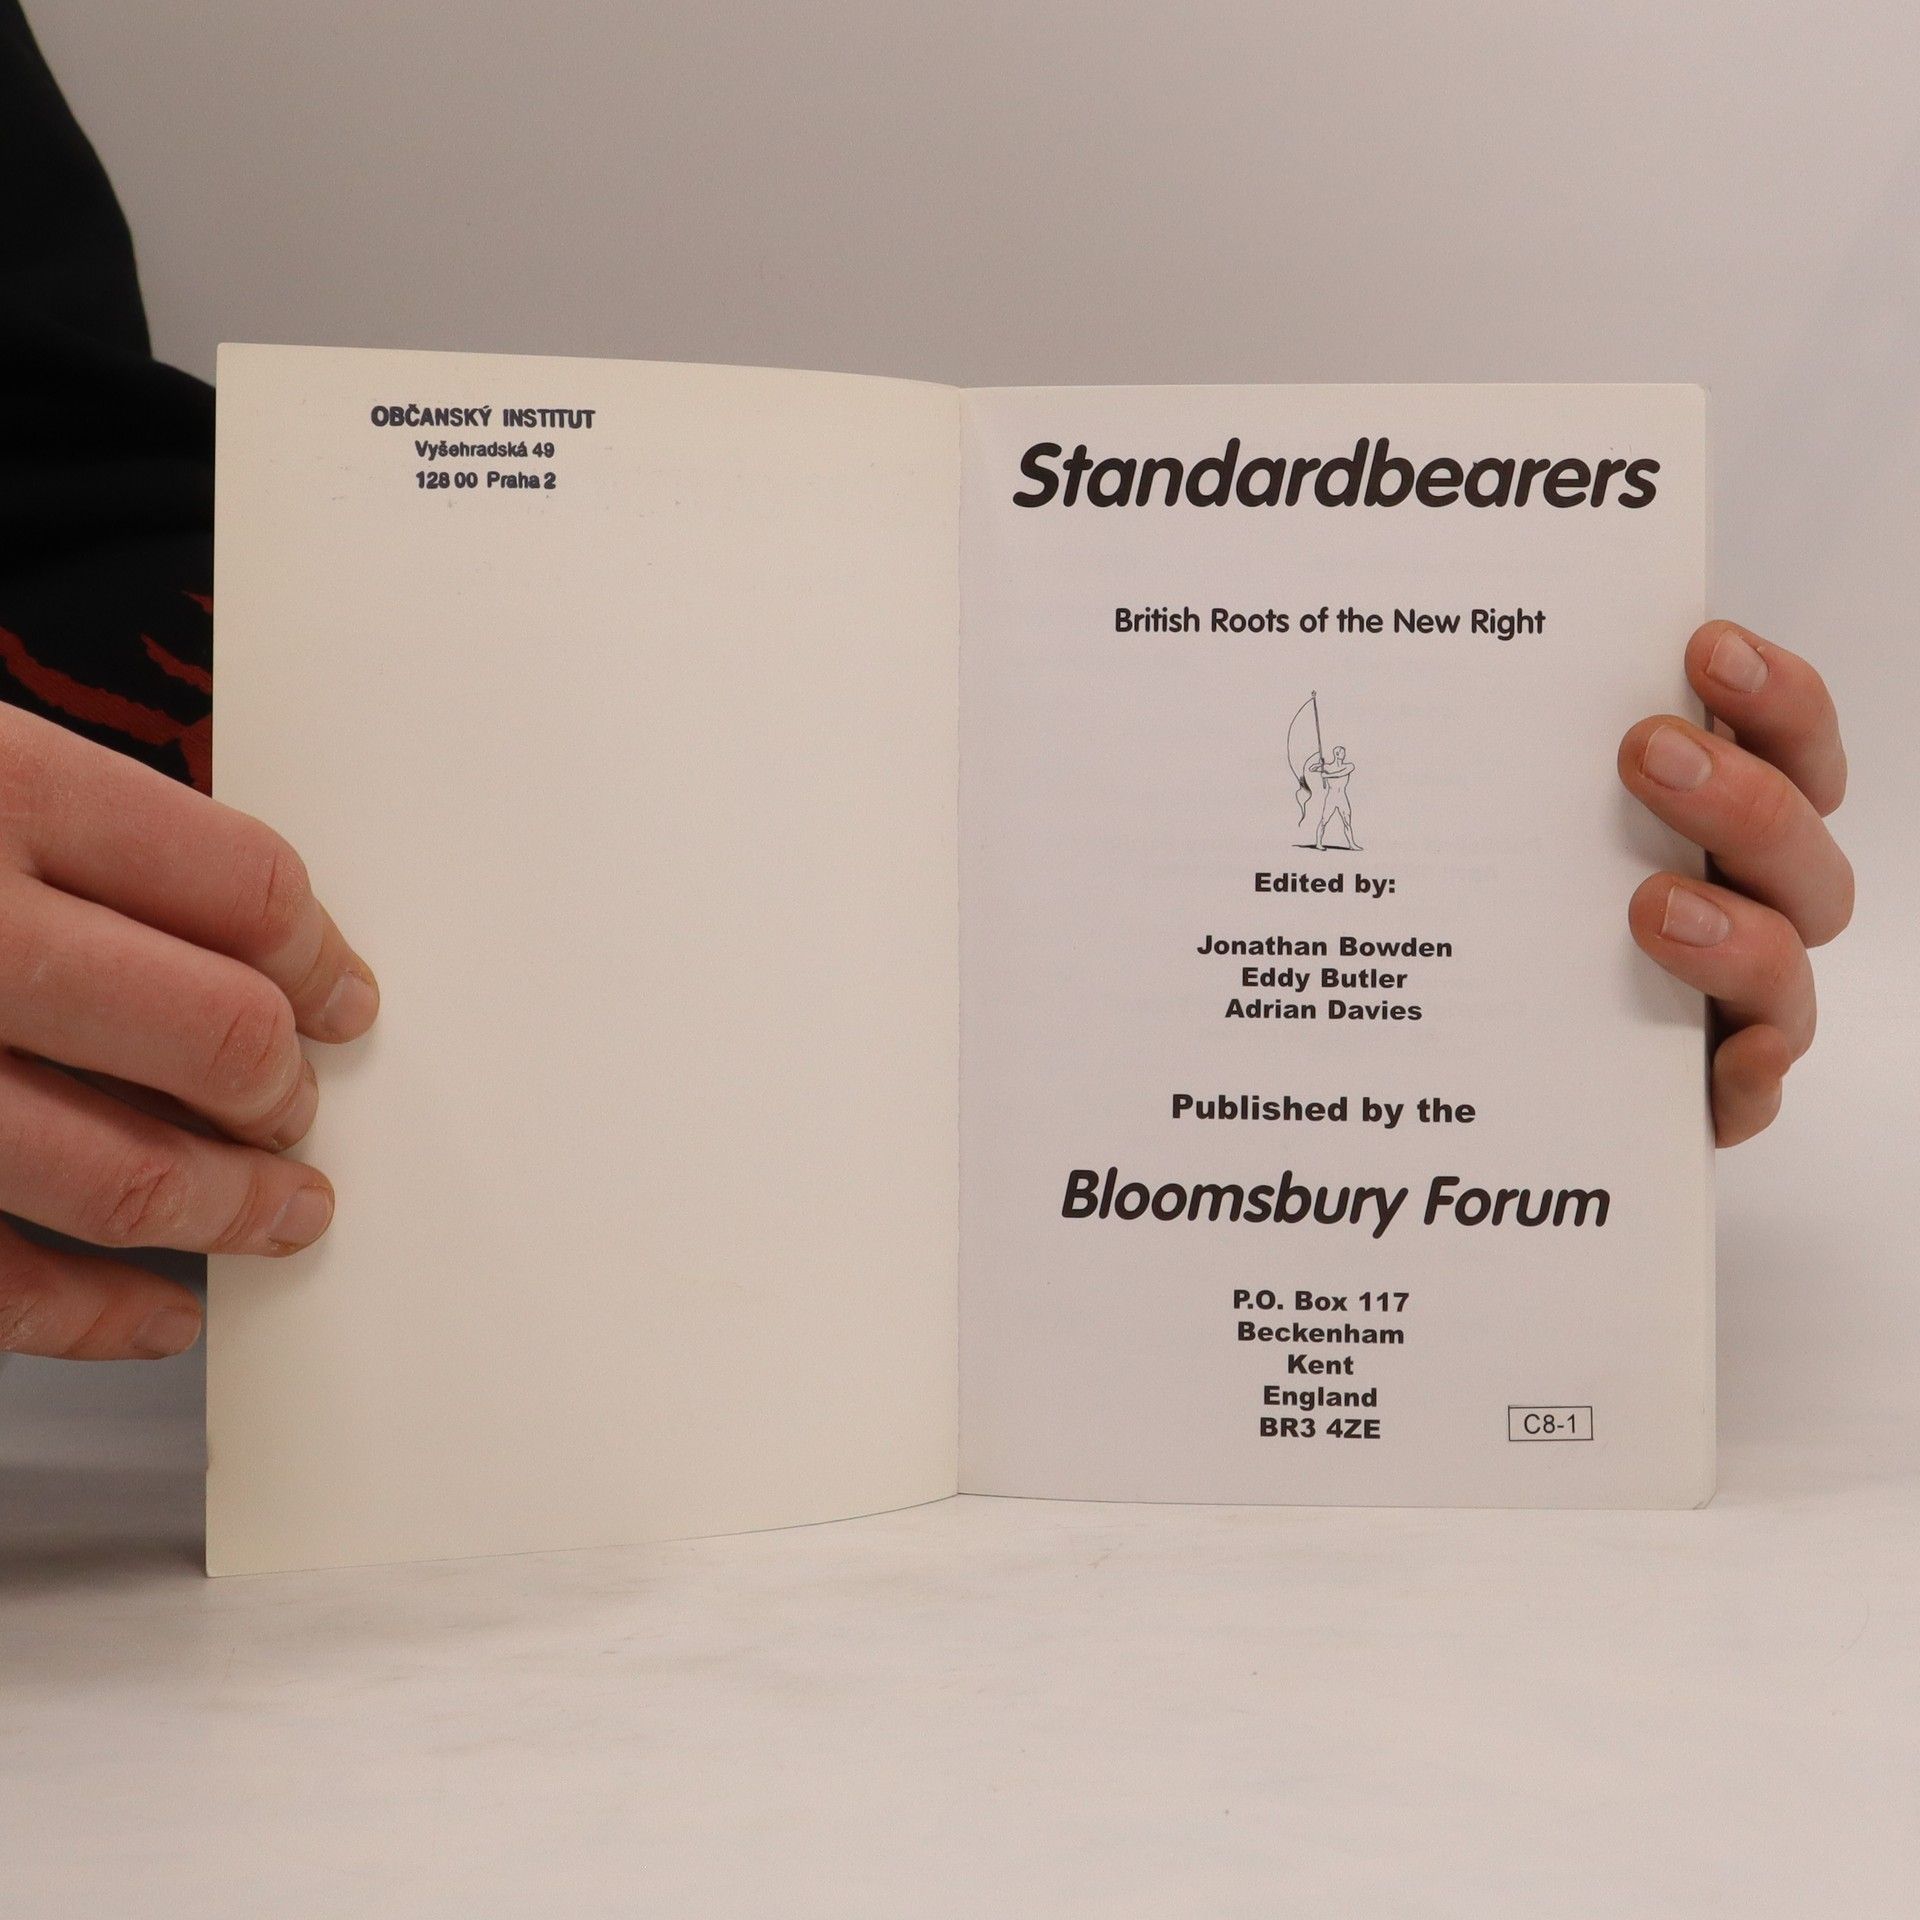 OBČANSKÝ INSTITUT
Vyšehradská 49
128 00 Praha 2
Standardbearers
British Roots of the New Right
Edited by:
Jonathan Bowden
Eddy Butler
Adrian Davies
Published by the
Bloomsbury Forum
P.O. Box 117
Beckenham
Kent
England
BR3 4ZE
C8-1